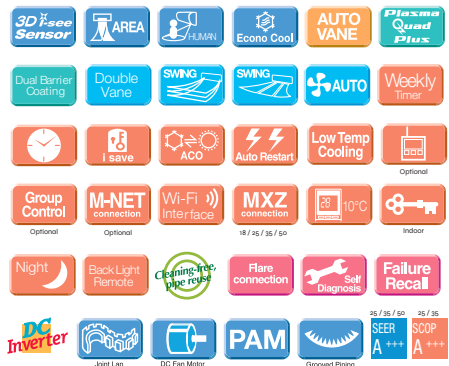 3D i-see
Sensor
AREA
HUMAN
Econo Cool
AUTO
VANE
Plasma
Quad
Plus
Dual Barrier
Coating
Double
Vane
SWING
SWING
AUTO
Weekly
Timer
i save
ACO
Auto Restart
Low Temp
Cooling
Optional
Group
Control
Optional
M-NET
connection
Optional
Wi-Fi
Interface
MXZ
connection
18 / 25 / 35 / 50
28
10°C
Indoor
Night
Back Light
Remote
Cleaning-free,
pipe reuse
Flare
connection
Self
Diagnosis
Failure
Recall
DC
Inverter
Joint Lap
DC Fan Motor
PAM
Grooved Piping
25 / 35 / 50
SEER
A+++
25 / 35
SCOP
A+++